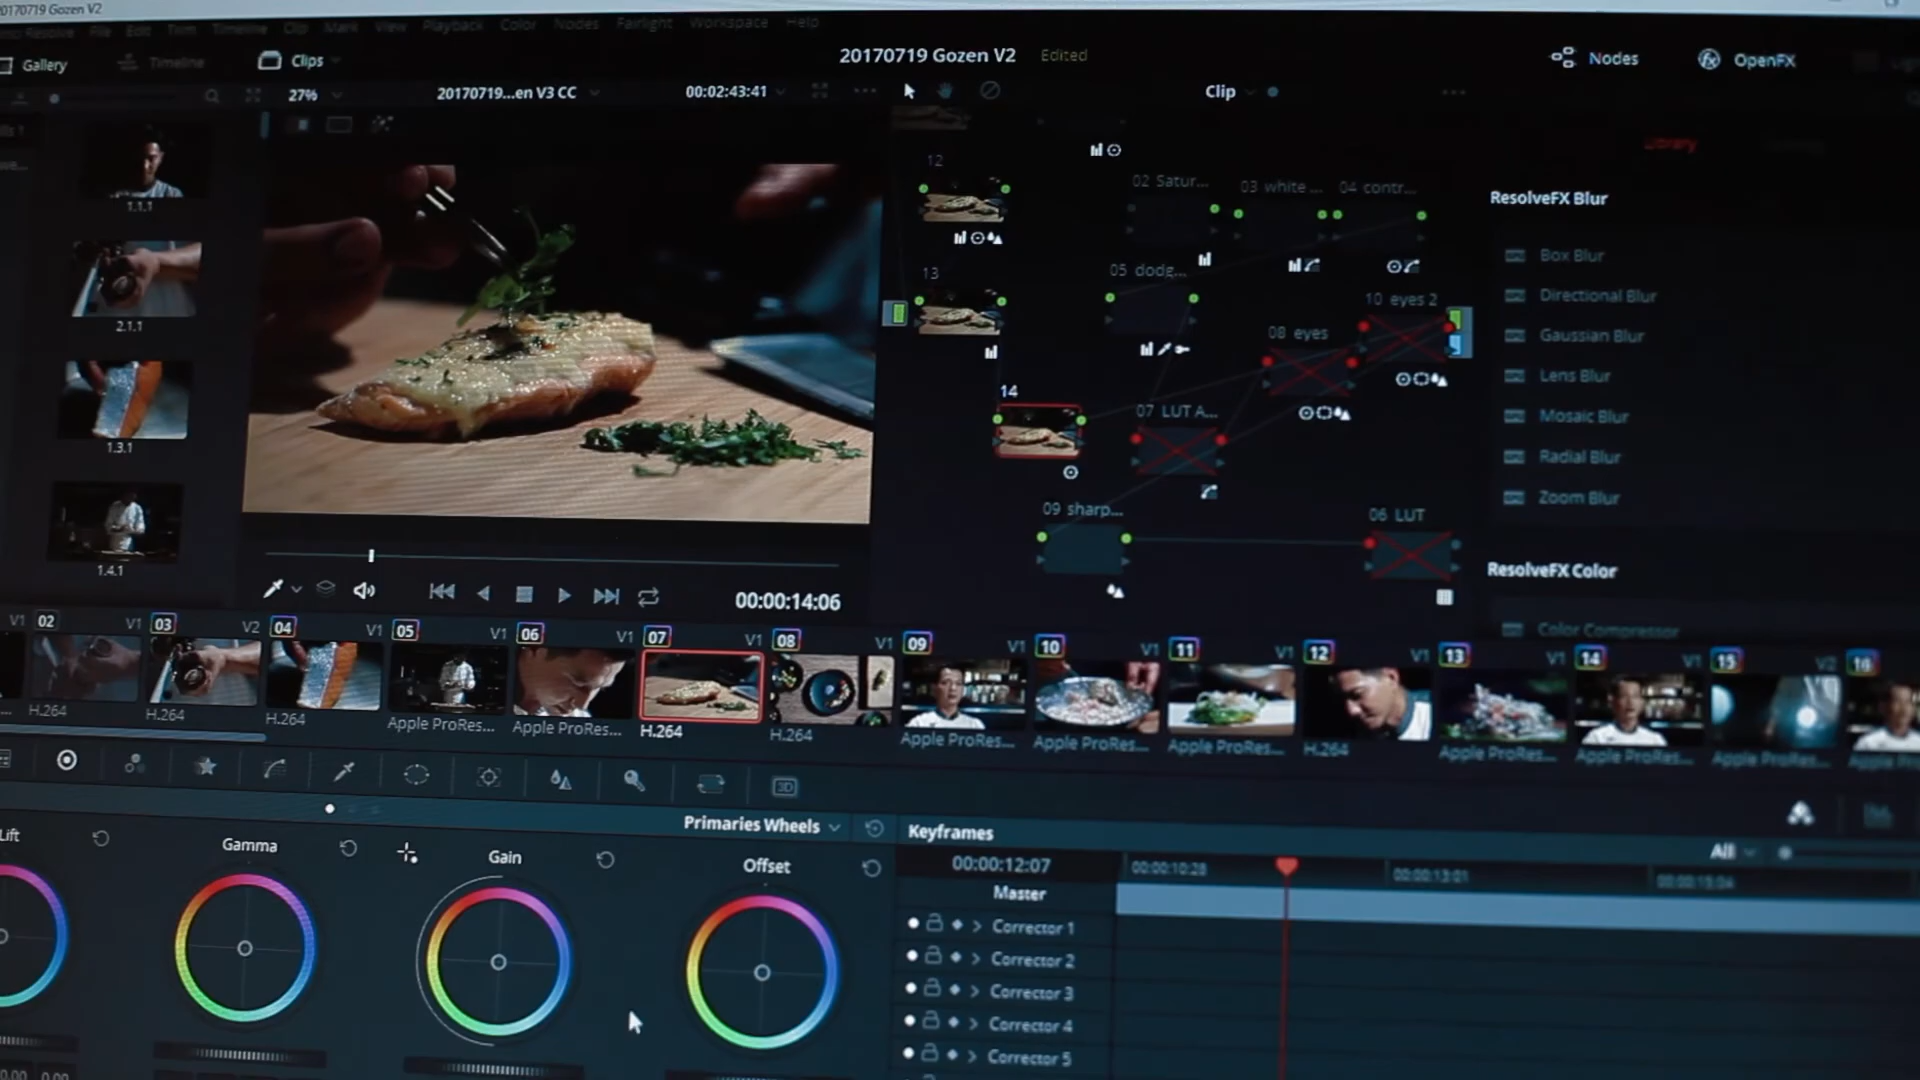 20170719 Gozen V2
File Edit Trim Timeline Clip Mark View Playback Color Nodes Fairlight Workspace Help
Gallery Timeline Clips 20170719 Gozen V2 Edited Nodes OpenFX
27% 20170719...en V3 CC 00:02:43:41 Clip
Library
1.1.1
2.1.1
1.3.1
1.4.1
12
13
14
02 Satur...
03 white ...
04 contr...
05 dodg...
10 eyes 2
08 eyes
07 LUT A...
09 sharp...
06 LUT
ResolveFX Blur
Box Blur
Directional Blur
Gaussian Blur
Lens Blur
Mosaic Blur
Radial Blur
Zoom Blur
ResolveFX Color
Color Compressor
00:00:14:06
V1 02 V1 03 V2 04 V1 05 V1 06 V1 07 V1 08 V1 09 V1 10 V1 11 V1 12 V1 13 V1 14 V1 15 V2 16
H.264 H.264 H.264 Apple ProRes... Apple ProRes... H.264 H.264 Apple ProRes... Apple ProRes... Apple ProRes... H.264 Apple ProRes... Apple ProRes... Apple ProRes... Apple ProRes...
3D
Primaries Wheels
Lift Gamma Gain Offset
0.00 0.00
Keyframes
All
00:00:12:07 00:00:10:28 00:00:13:01 00:00:15:04
Master
Corrector 1
Corrector 2
Corrector 3
Corrector 4
Corrector 5